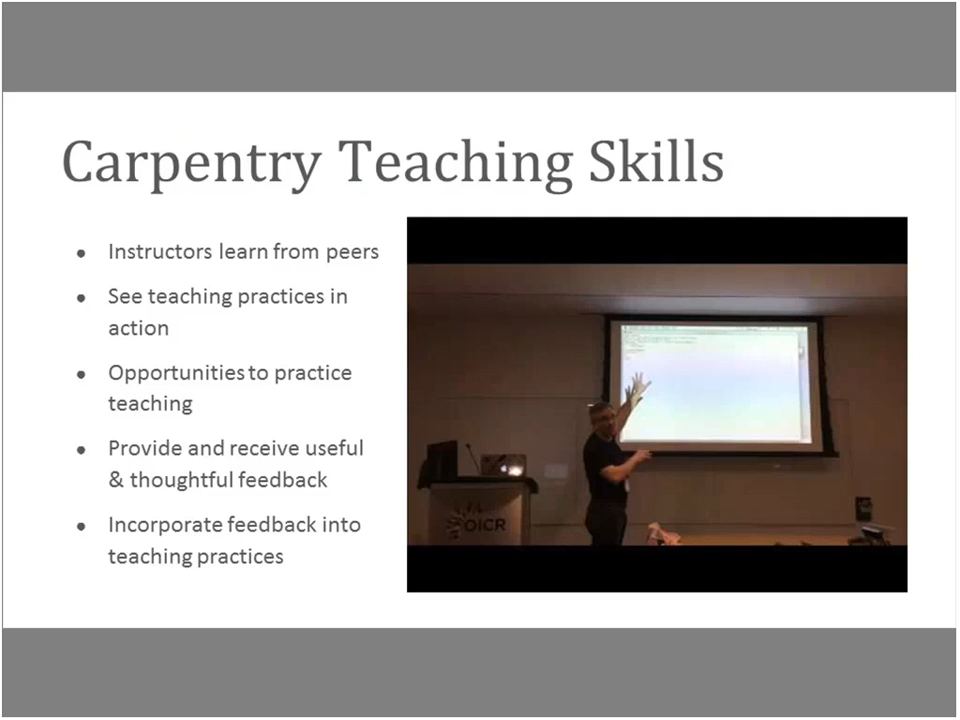 Carpentry Teaching Skills
● Instructors learn from peers
● See teaching practices in
action
● Opportunities to practice
teaching
● Provide and receive useful
& thoughtful feedback
● Incorporate feedback into
teaching practices
OICR